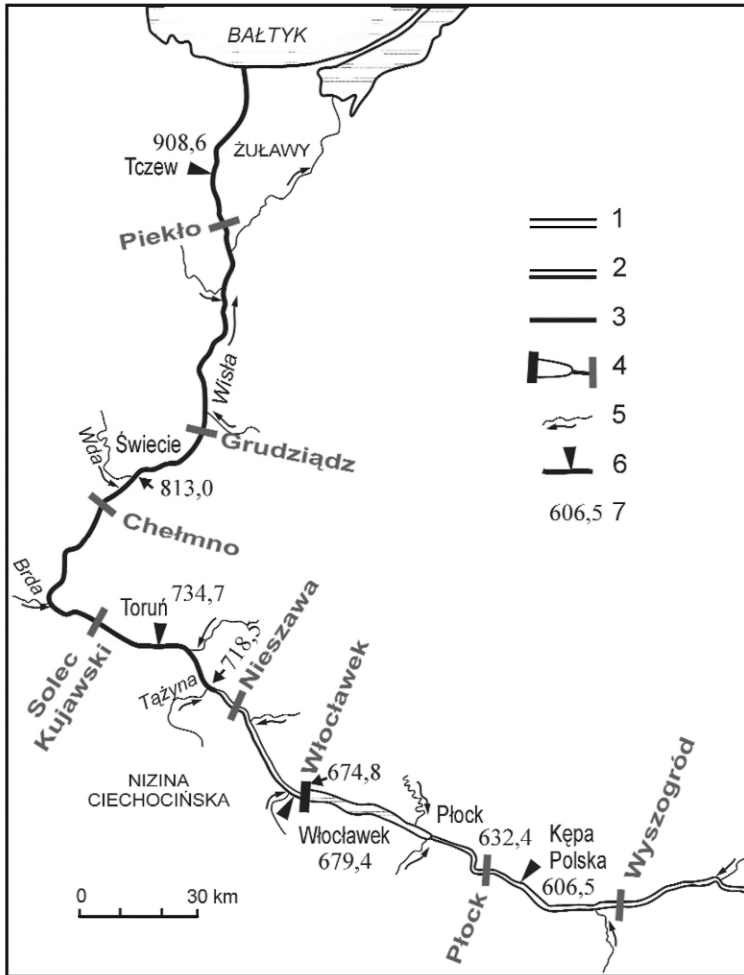 BAŁTYK
908,6
Tczew
ŻUŁAWY
Piekło
Wisła
Świecie
Wda
Grudziądz
813,0
Chełmno
Brda
Toruń
734,7
718,5
Nieszawa
Solec
Kujawski
Tążyna
Włocławek
NIZINA
CIECHOCIŃSKA
674,8
Włocławek
679,4
Płock
632,4
Płock
Kępa
Polska
606,5
Wyszogród
0 30 km
1
2
3
4
5
6
606,5 7